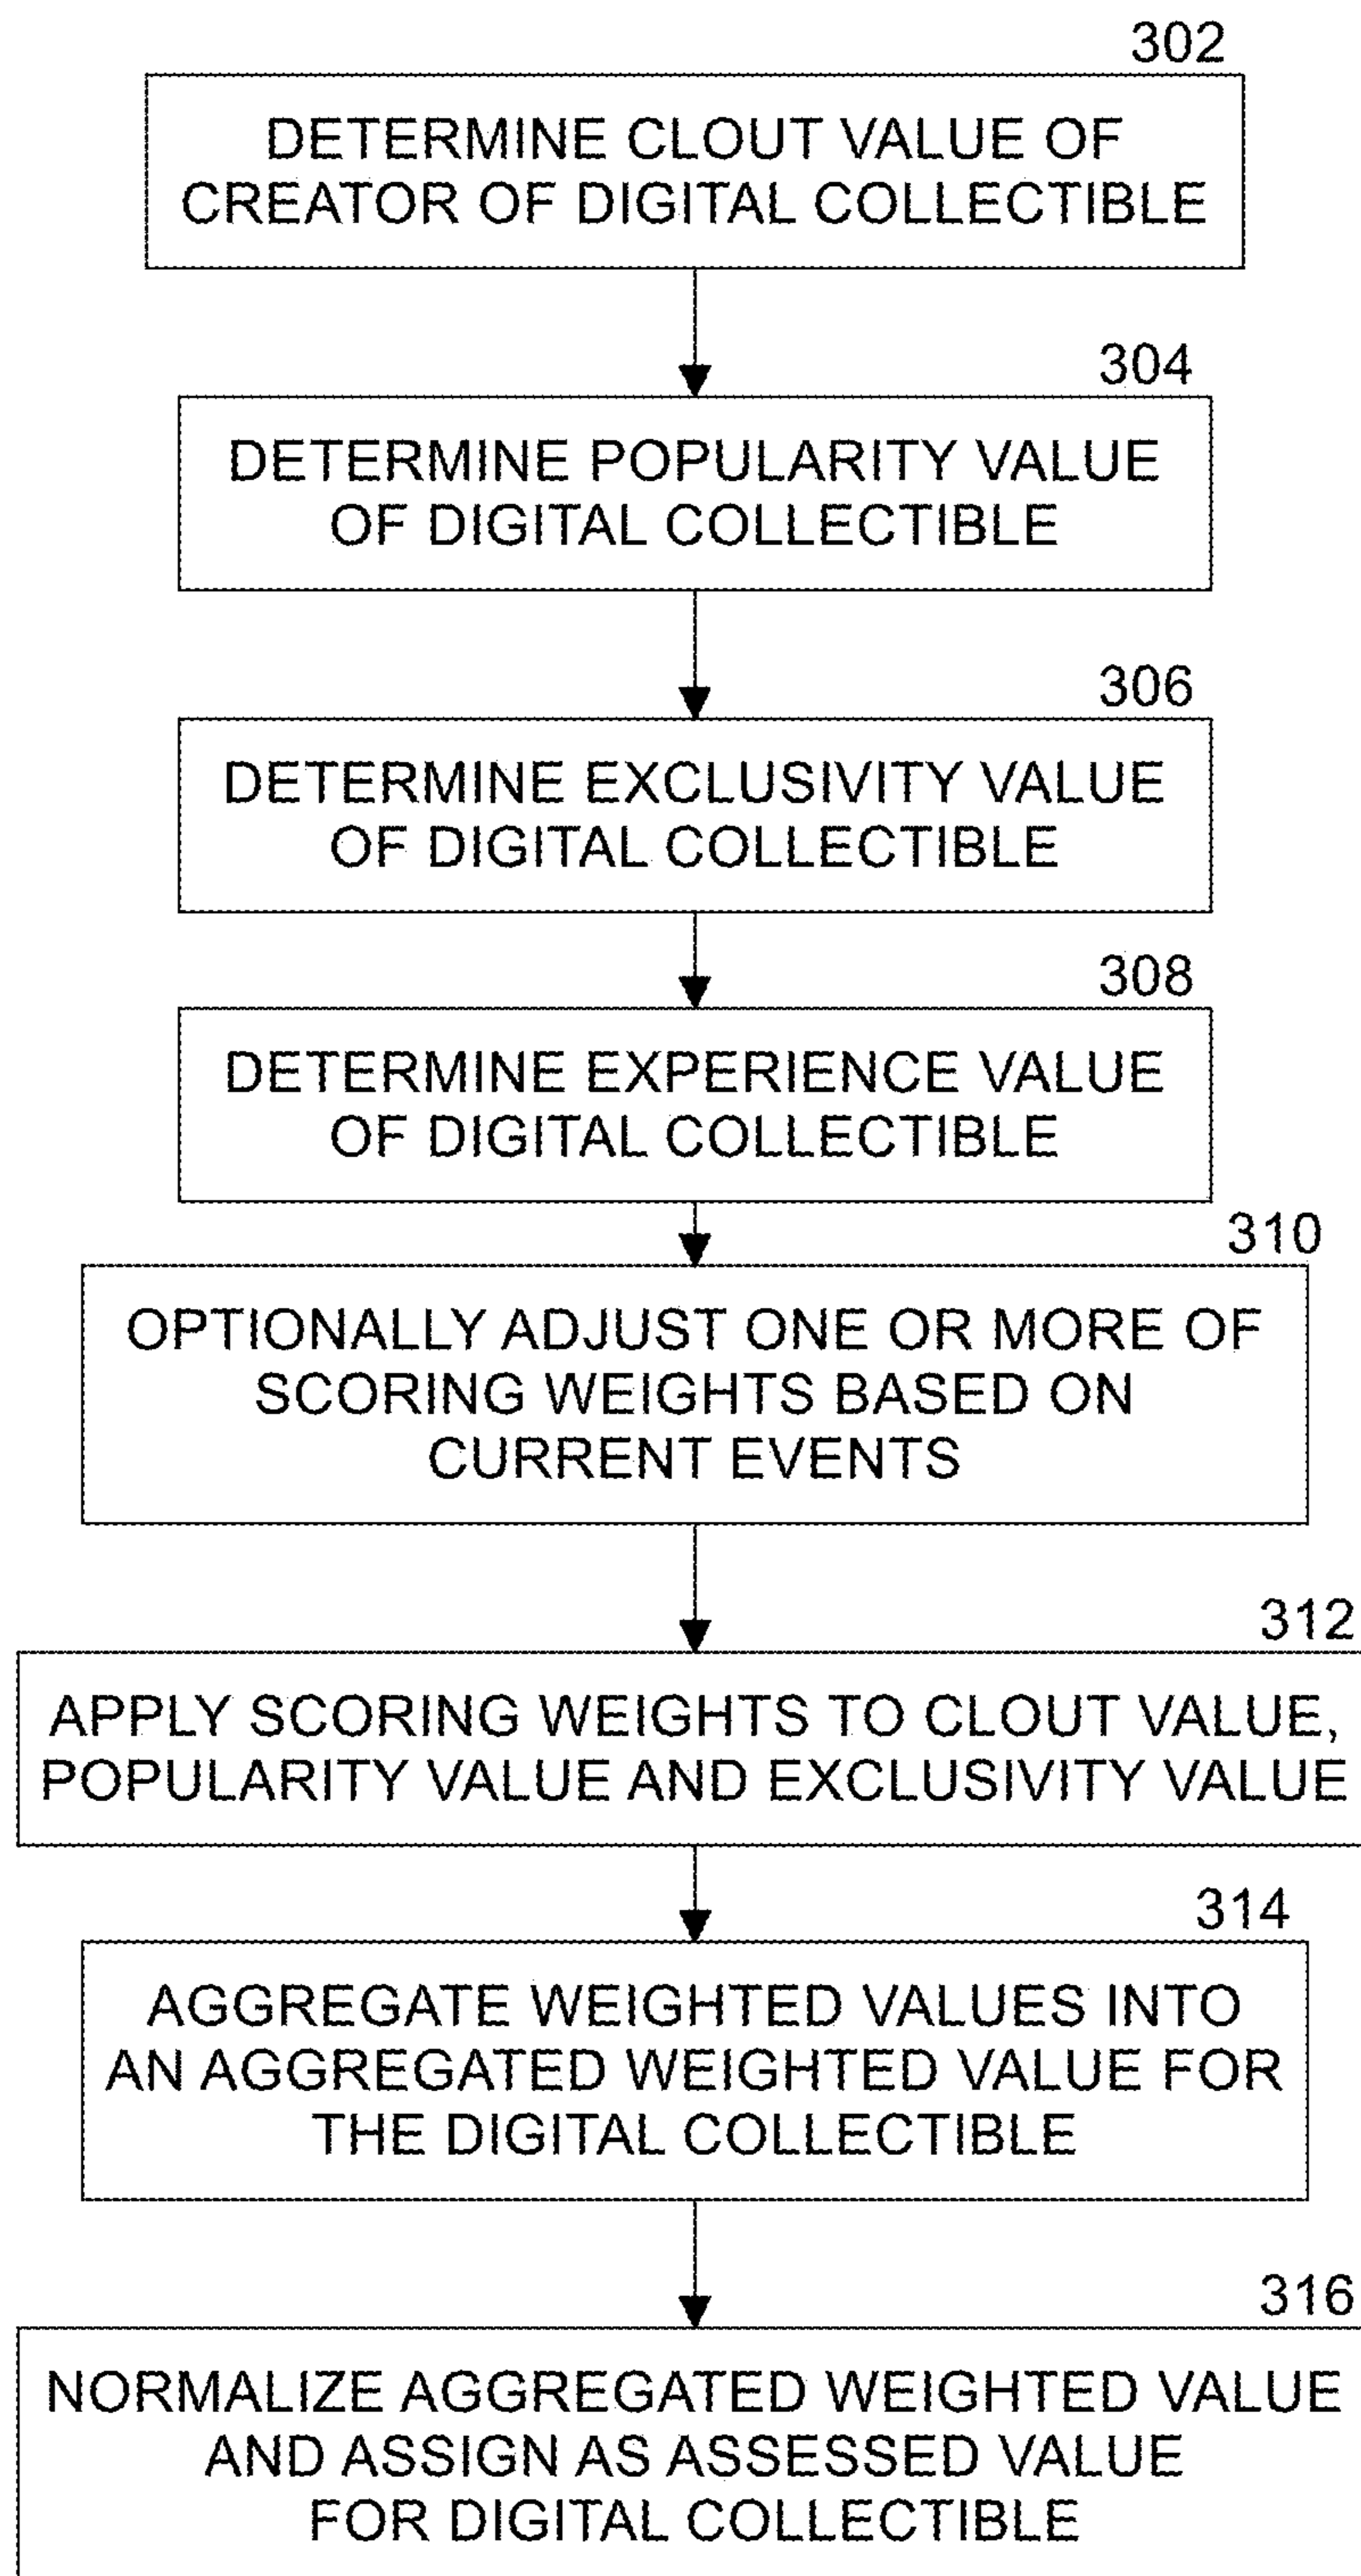 302
DETERMINE CLOUT VALUE OF
CREATOR OF DIGITAL COLLECTIBLE
304
DETERMINE POPULARITY VALUE
OF DIGITAL COLLECTIBLE
306
DETERMINE EXCLUSIVITY VALUE
OF DIGITAL COLLECTIBLE
308
DETERMINE EXPERIENCE VALUE
OF DIGITAL COLLECTIBLE
310
OPTIONALLY ADJUST ONE OR MORE OF
SCORING WEIGHTS BASED ON
CURRENT EVENTS
312
APPLY SCORING WEIGHTS TO CLOUT VALUE,
POPULARITY VALUE AND EXCLUSIVITY VALUE
314
AGGREGATE WEIGHTED VALUES INTO
AN AGGREGATED WEIGHTED VALUE FOR
THE DIGITAL COLLECTIBLE
316
NORMALIZE AGGREGATED WEIGHTED VALUE
AND ASSIGN AS ASSESSED VALUE
FOR DIGITAL COLLECTIBLE